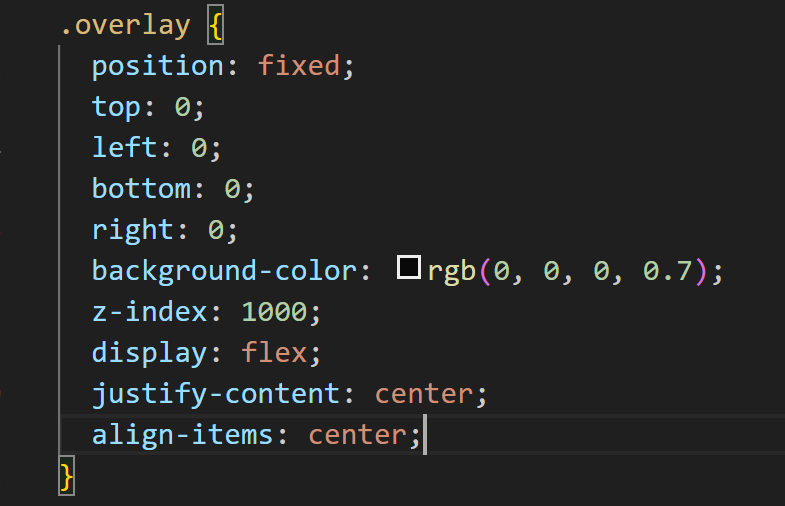 .overlay {
position: fixed;
top: 0;
left: 0;
bottom: 0;
right: 0;
background-color: rgb(0, 0, 0, 0.7);
z-index: 1000;
display: flex;
justify-content: center;
align-items: center;
}